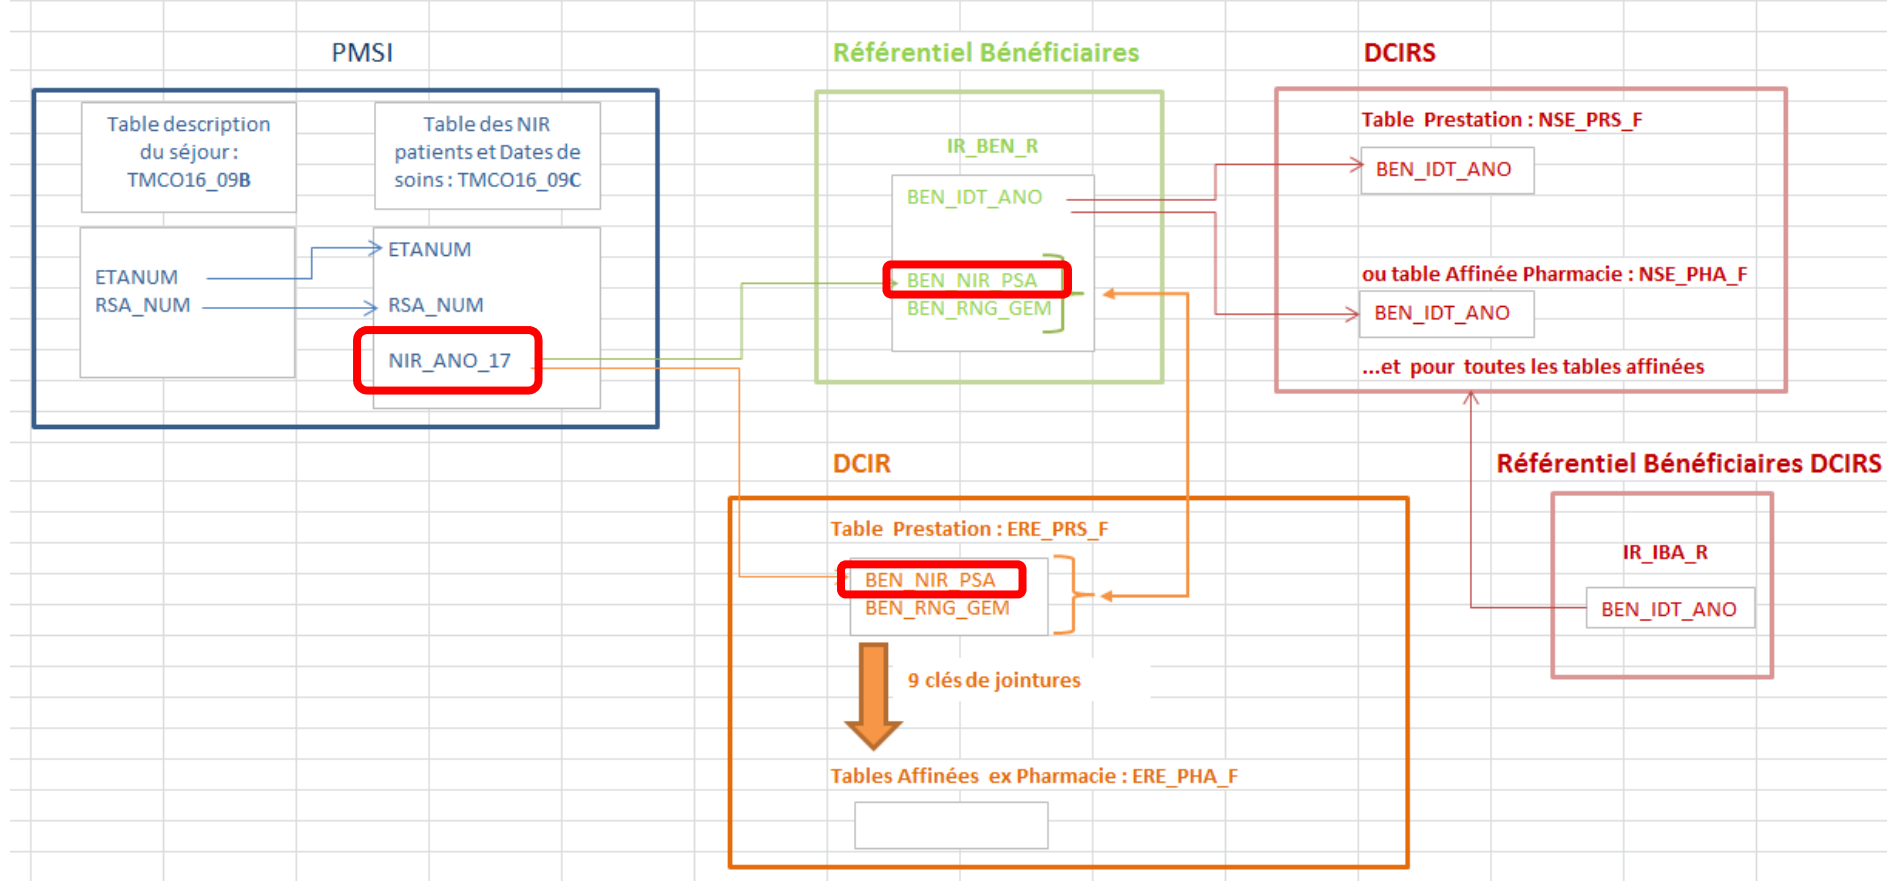 PMSI
Table description
du séjour :
TMCO16_09B
Table des NIR
patients et Dates de
soins : TMCO16_09C
ETANUM
RSA_NUM
ETANUM
RSA_NUM
NIR_ANO_17
Référentiel Bénéficiaires
IR_BEN_R
BEN_IDT_ANO
BEN_NIR_PSA
BEN_RNG_GEM
DCIRS
Table Prestation : NSE_PRS_F
BEN_IDT_ANO
ou table Affinée Pharmacie : NSE_PHA_F
BEN_IDT_ANO
...et pour toutes les tables affinées
DCIR
Table Prestation : ERE_PRS_F
BEN_NIR_PSA
BEN_RNG_GEM
9 clés de jointures
Tables Affinées ex Pharmacie : ERE_PHA_F
Référentiel Bénéficiaires DCIRS
IR_IBA_R
BEN_IDT_ANO